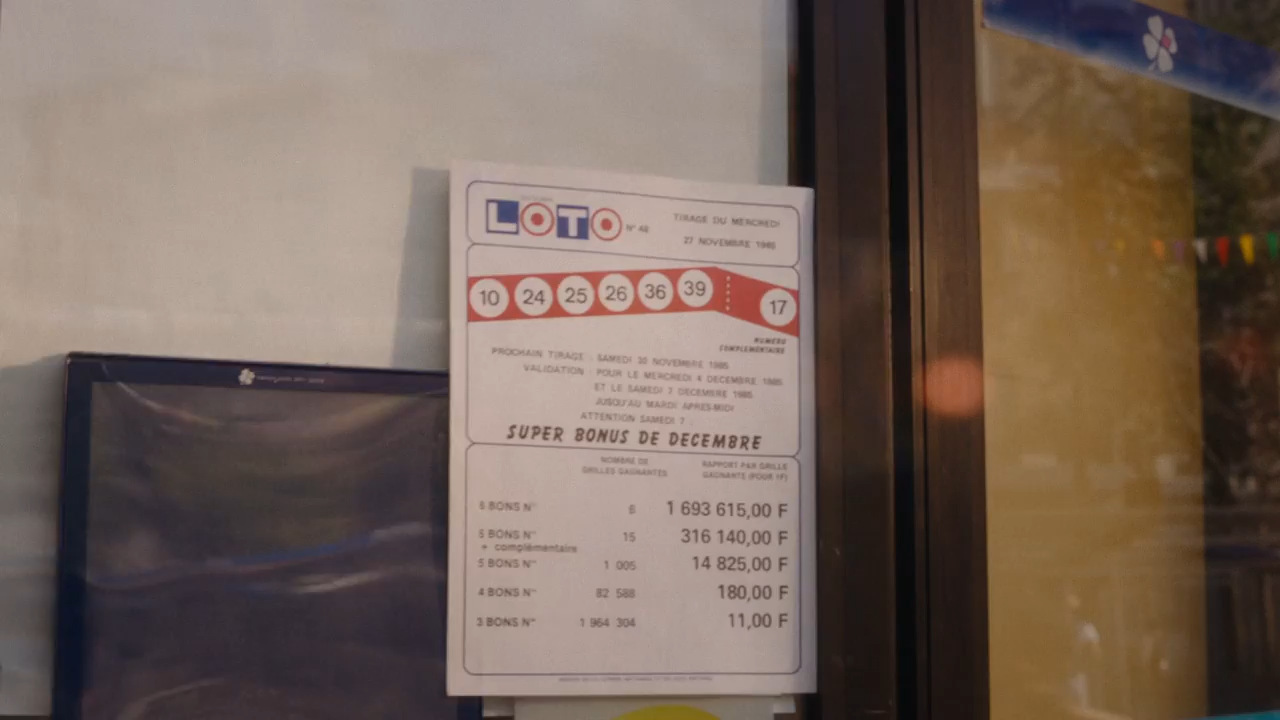 LOTO N° 48
TIRAGE DU MERCREDI
27 NOVEMBRE 1985
10 24 25 26 36 39 17
NUMERO
COMPLEMENTAIRE
PROCHAIN TIRAGE : SAMEDI 30 NOVEMBRE 1985
VALIDATION : POUR LE MERCREDI 4 DECEMBRE 1985
ET LE SAMEDI 7 DECEMBRE 1985
JUSQU'AU MARDI APRES-MIDI
ATTENTION SAMEDI 7 :
SUPER BONUS DE DECEMBRE
NOMBRE DE
GRILLES GAGNANTES
RAPPORT PAR GRILLE
GAGNANTE (POUR 1F)
6 BONS N°ˢ 6 1 693 615,00 F
5 BONS N°ˢ 15 316 140,00 F
+ complémentaire
5 BONS N°ˢ 1 005 14 825,00 F
4 BONS N°ˢ 82 588 180,00 F
3 BONS N°ˢ 1 964 304 11,00 F